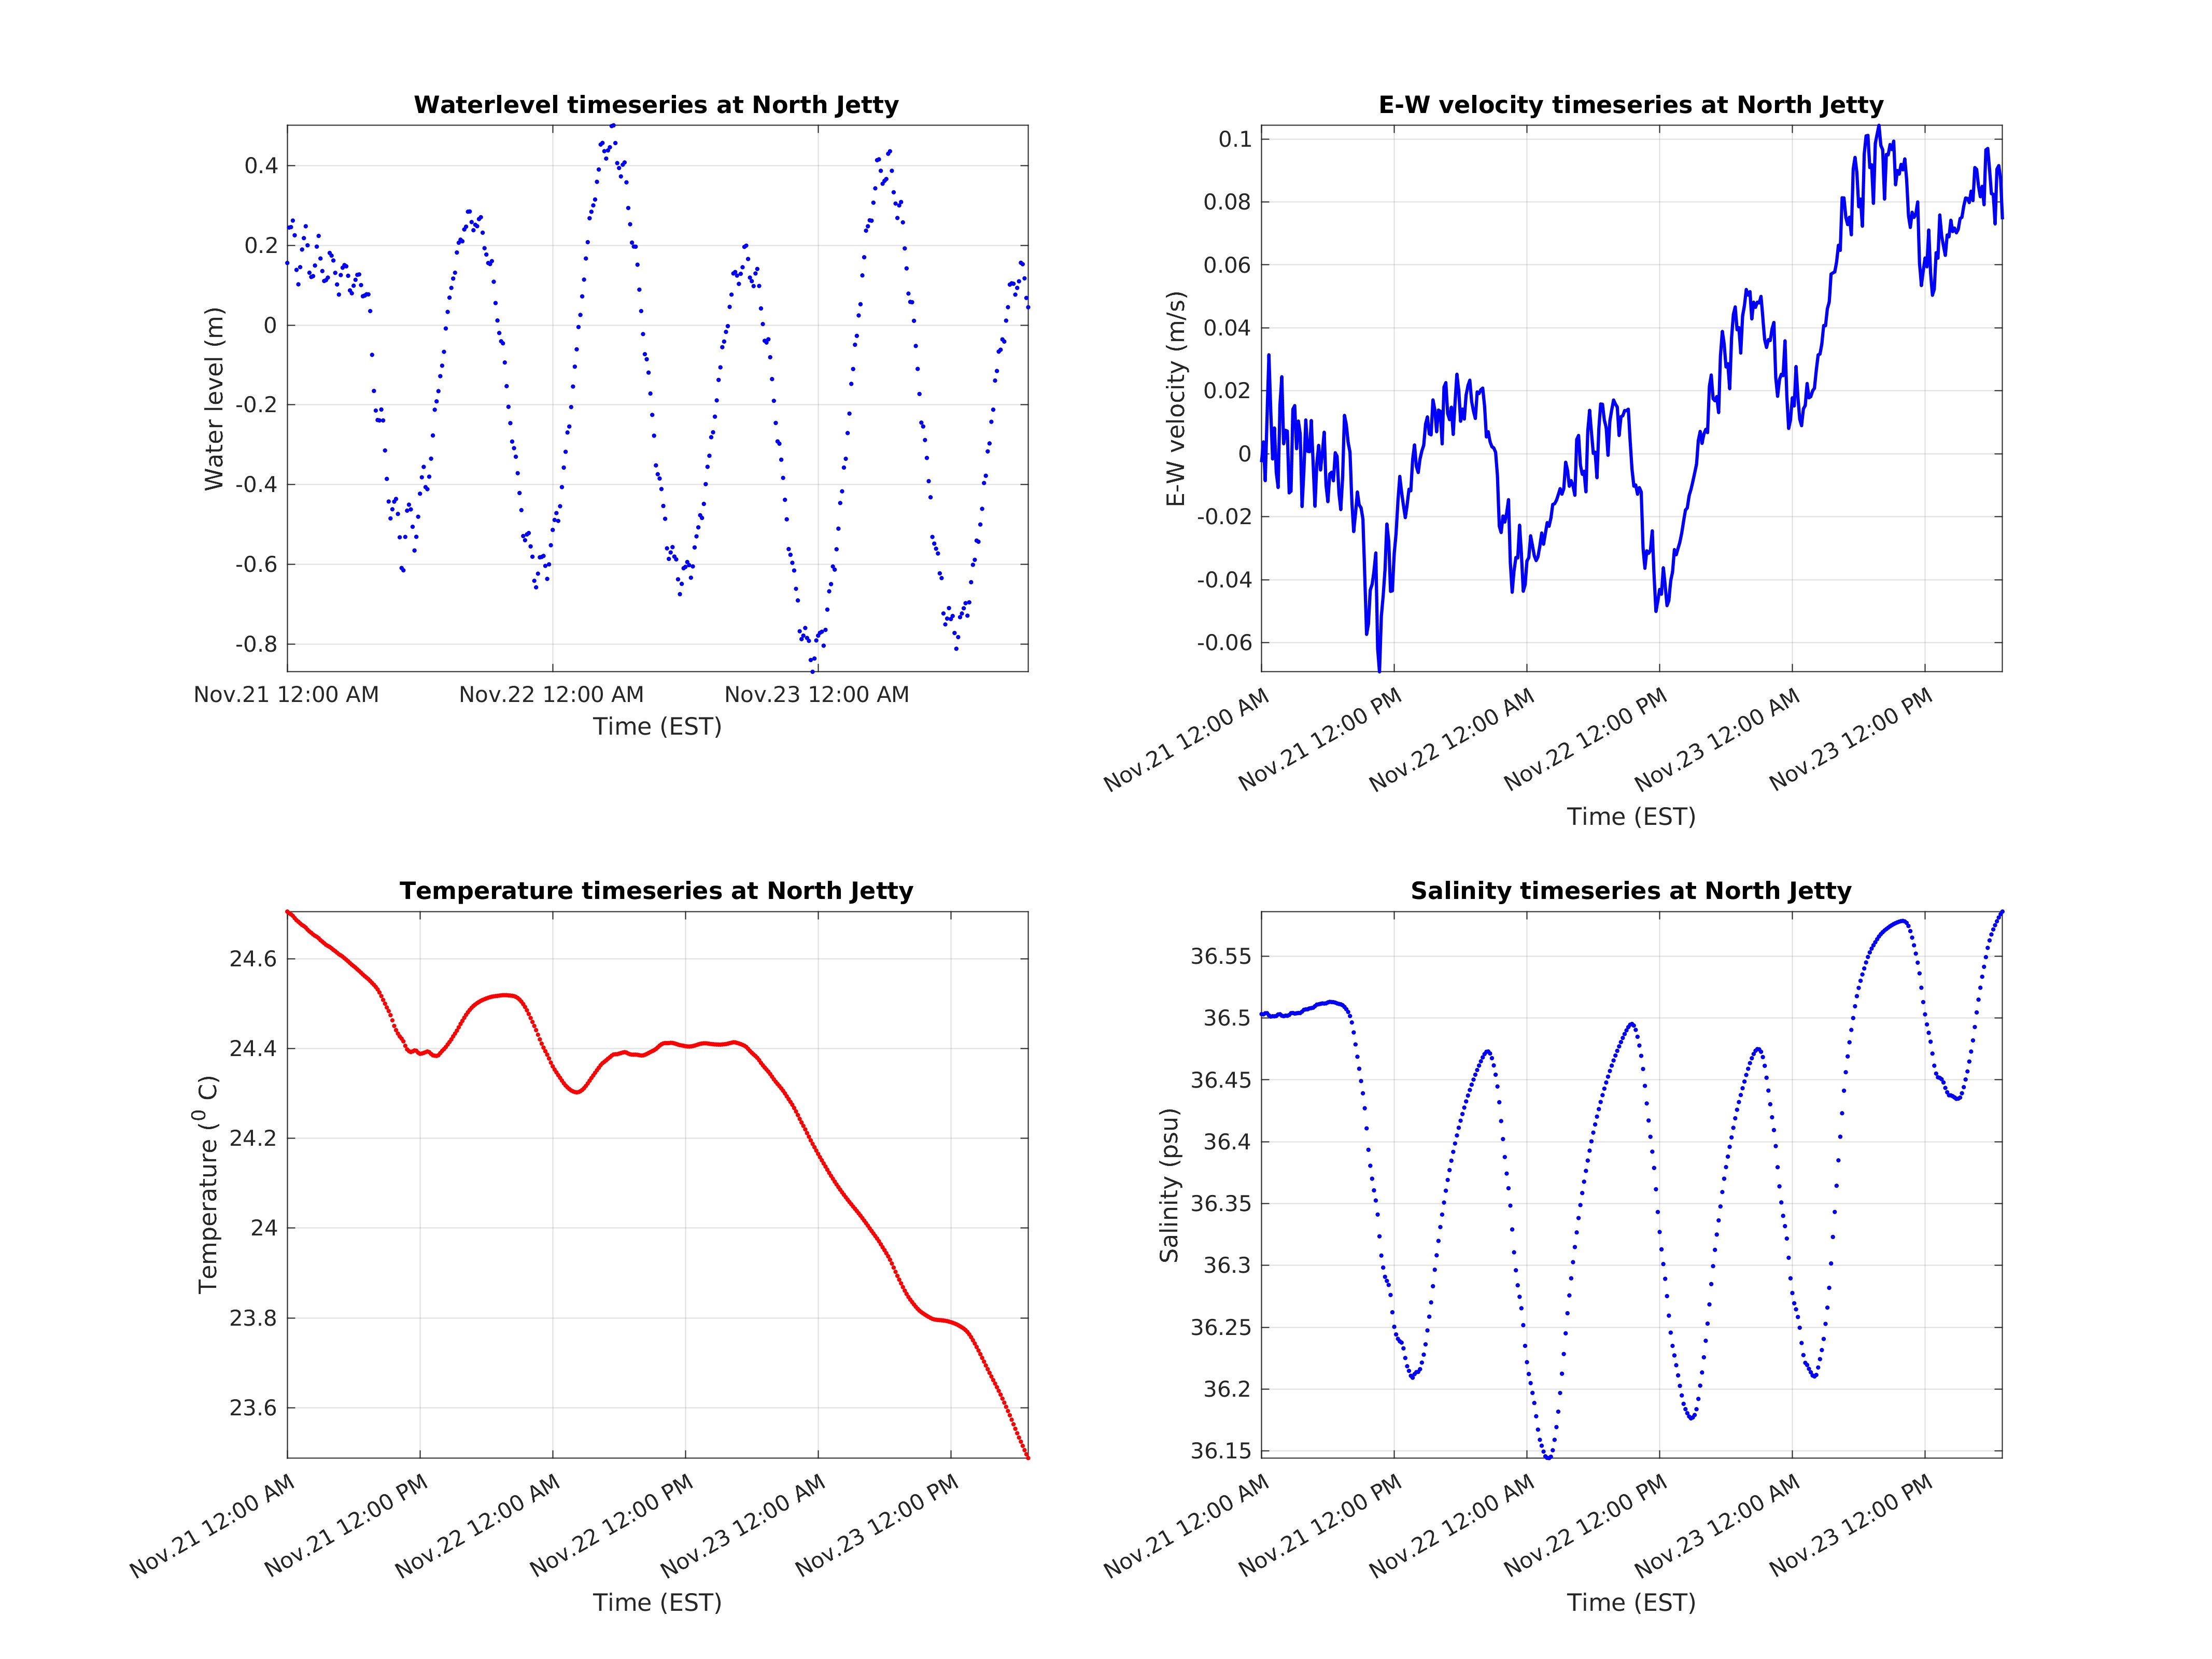 Waterlevel timeseries at North Jetty
0.4
0.2
0
-0.2
-0.4
-0.6
-0.8
Water level (m)
Nov.21 12:00 AM
Nov.22 12:00 AM
Nov.23 12:00 AM
Time (EST)
E-W velocity timeseries at North Jetty
0.1
0.08
0.06
0.04
0.02
0
-0.02
-0.04
-0.06
E-W velocity (m/s)
Nov.21 12:00 AM
Nov.21 12:00 PM
Nov.22 12:00 AM
Nov.22 12:00 PM
Nov.23 12:00 AM
Nov.23 12:00 PM
Time (EST)
Temperature timeseries at North Jetty
24.6
24.4
24.2
24
23.8
23.6
Temperature (⁰ C)
Nov.21 12:00 AM
Nov.21 12:00 PM
Nov.22 12:00 AM
Nov.22 12:00 PM
Nov.23 12:00 AM
Nov.23 12:00 PM
Time (EST)
Salinity timeseries at North Jetty
36.55
36.5
36.45
36.4
36.35
36.3
36.25
36.2
36.15
Salinity (psu)
Nov.21 12:00 AM
Nov.21 12:00 PM
Nov.22 12:00 AM
Nov.22 12:00 PM
Nov.23 12:00 AM
Nov.23 12:00 PM
Time (EST)